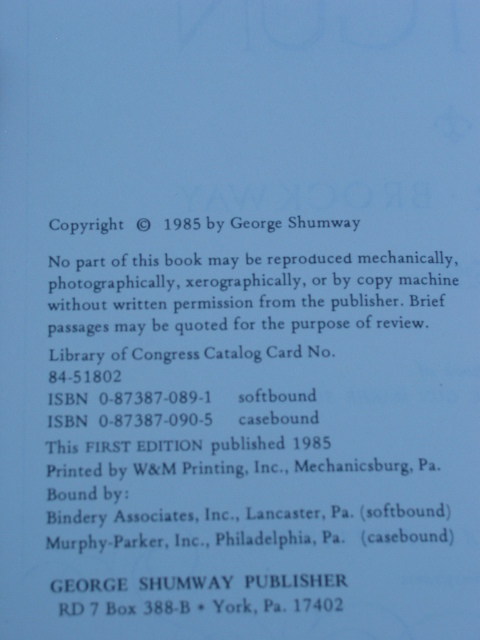 Copyright © 1985 by George Shumway
No part of this book may be reproduced mechanically,
photographically, xerographically, or by copy machine
without written permission from the publisher. Brief
passages may be quoted for the purpose of review.
Library of Congress Catalog Card No.
84-51802
ISBN 0-87387-089-1 softbound
ISBN 0-87387-090-5 casebound
This FIRST EDITION published 1985
Printed by W&M Printing, Inc., Mechanicsburg, Pa.
Bound by:
Bindery Associates, Inc., Lancaster, Pa. (softbound)
Murphy-Parker, Inc., Philadelphia, Pa. (casebound)
GEORGE SHUMWAY PUBLISHER
RD 7 Box 388-B • York, Pa. 17402